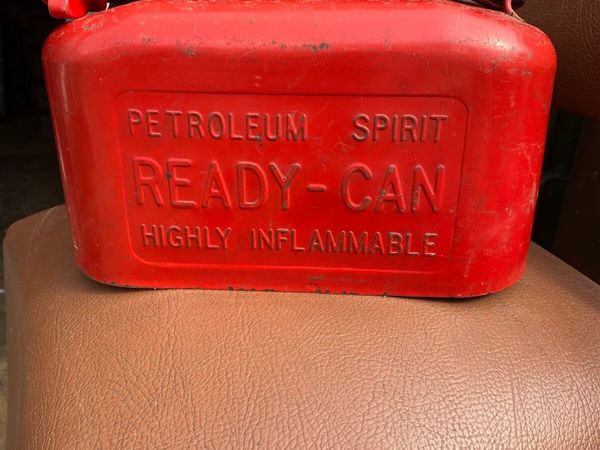 PETROLEUM SPIRIT
READY-CAN
HIGHLY INFLAMMABLE